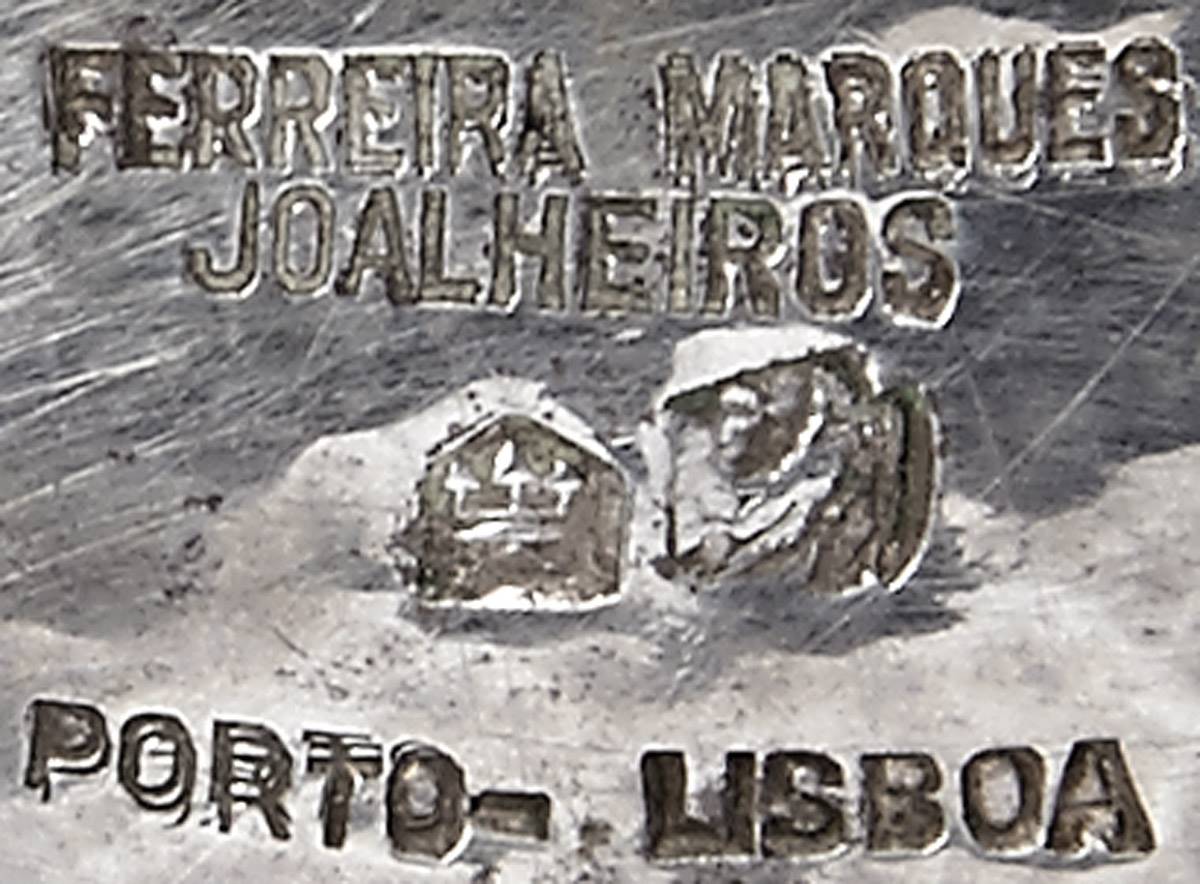 FERREIRA MARQUES
JOALHEIROS
PORTO - LISBOA